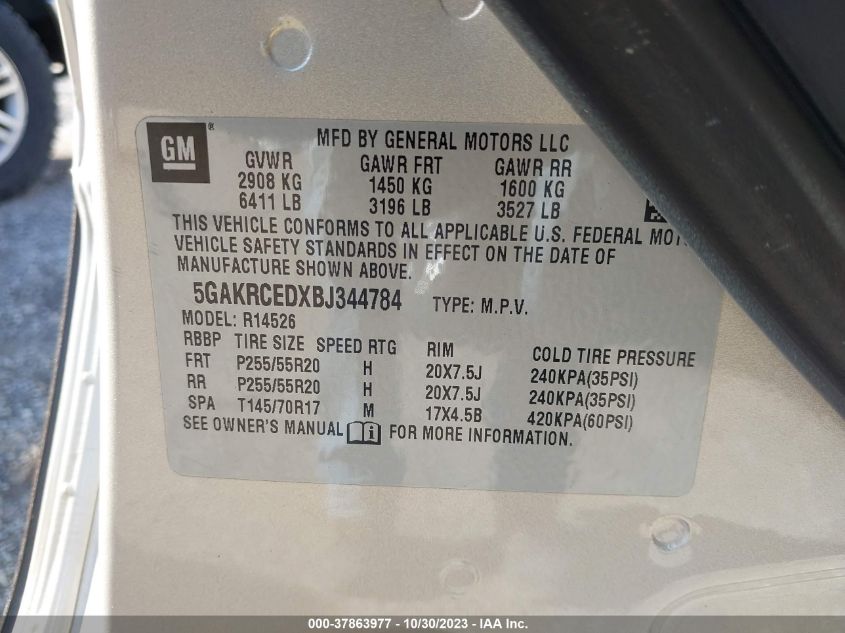 GM ® MFD BY GENERAL MOTORS LLC
GVWR GAWR FRT GAWR RR
2908 KG 1450 KG 1600 KG
6411 LB 3196 LB 3527 LB
THIS VEHICLE CONFORMS TO ALL APPLICABLE U.S. FEDERAL MOT
VEHICLE SAFETY STANDARDS IN EFFECT ON THE DATE OF
MANUFACTURE SHOWN ABOVE.
5GAKRCEDXBJ344784 TYPE: M.P.V.
MODEL: R14526
RBBP TIRE SIZE SPEED RTG RIM COLD TIRE PRESSURE
FRT P255/55R20 H 20X7.5J 240KPA(35PSI)
RR P255/55R20 H 20X7.5J 240KPA(35PSI)
SPA T145/70R17 M 17X4.5B 420KPA(60PSI)
SEE OWNER'S MANUAL i FOR MORE INFORMATION.
000-37863977 - 10/30/2023 - IAA Inc.